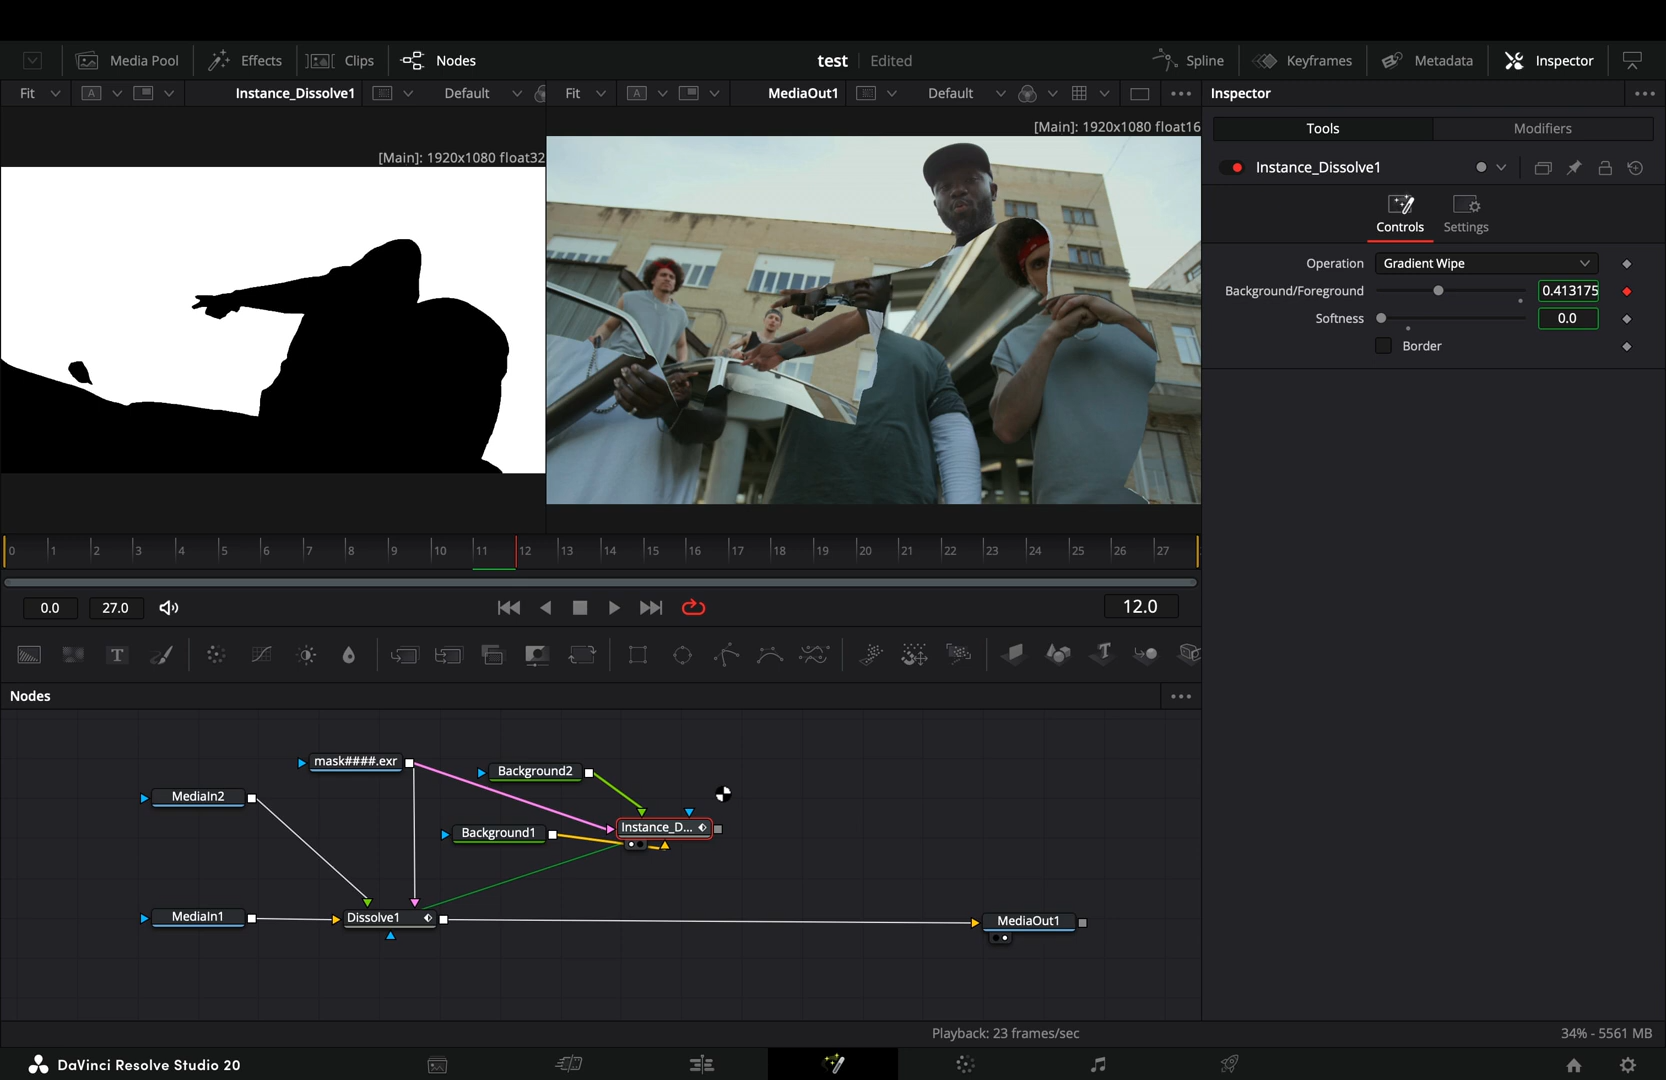 Media Pool
Effects
Clips
Nodes
test
Edited
Spline
Keyframes
Metadata
Inspector
Fit
A
Instance_Dissolve1
Default
Fit
A
MediaOut1
Default
Inspector
[Main]: 1920x1080 float32
[Main]: 1920x1080 float16
Tools
Modifiers
Instance_Dissolve1
Controls
Settings
Operation
Gradient Wipe
Background/Foreground
0.413175
Softness
0.0
Border
0 1 2 3 4 5 6 7 8 9 10 11 12 13 14 15 16 17 18 19 20 21 22 23 24 25 26 27
0.0
27.0
12.0
T
T
Nodes
mask####.exr
Background2
MediaIn2
Instance_D...
Background1
MediaIn1
Dissolve1
MediaOut1
Playback: 23 frames/sec
34% - 5561 MB
DaVinci Resolve Studio 20